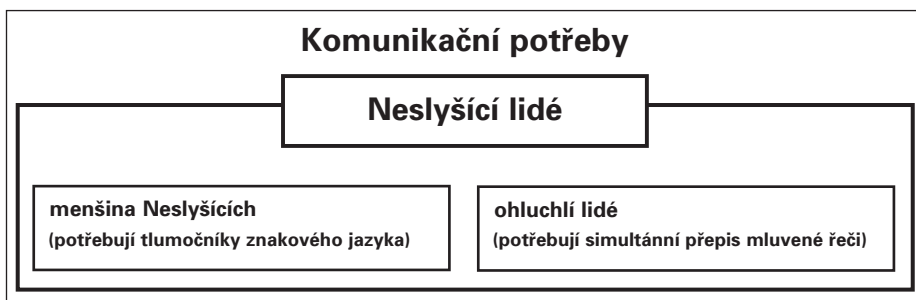 Komunikační potřeby
Neslyšící lidé
menšina Neslyšících
(potřebují tlumočníky znakového jazyka)
ohluchlí lidé
(potřebují simultánní přepis mluvené řeči)